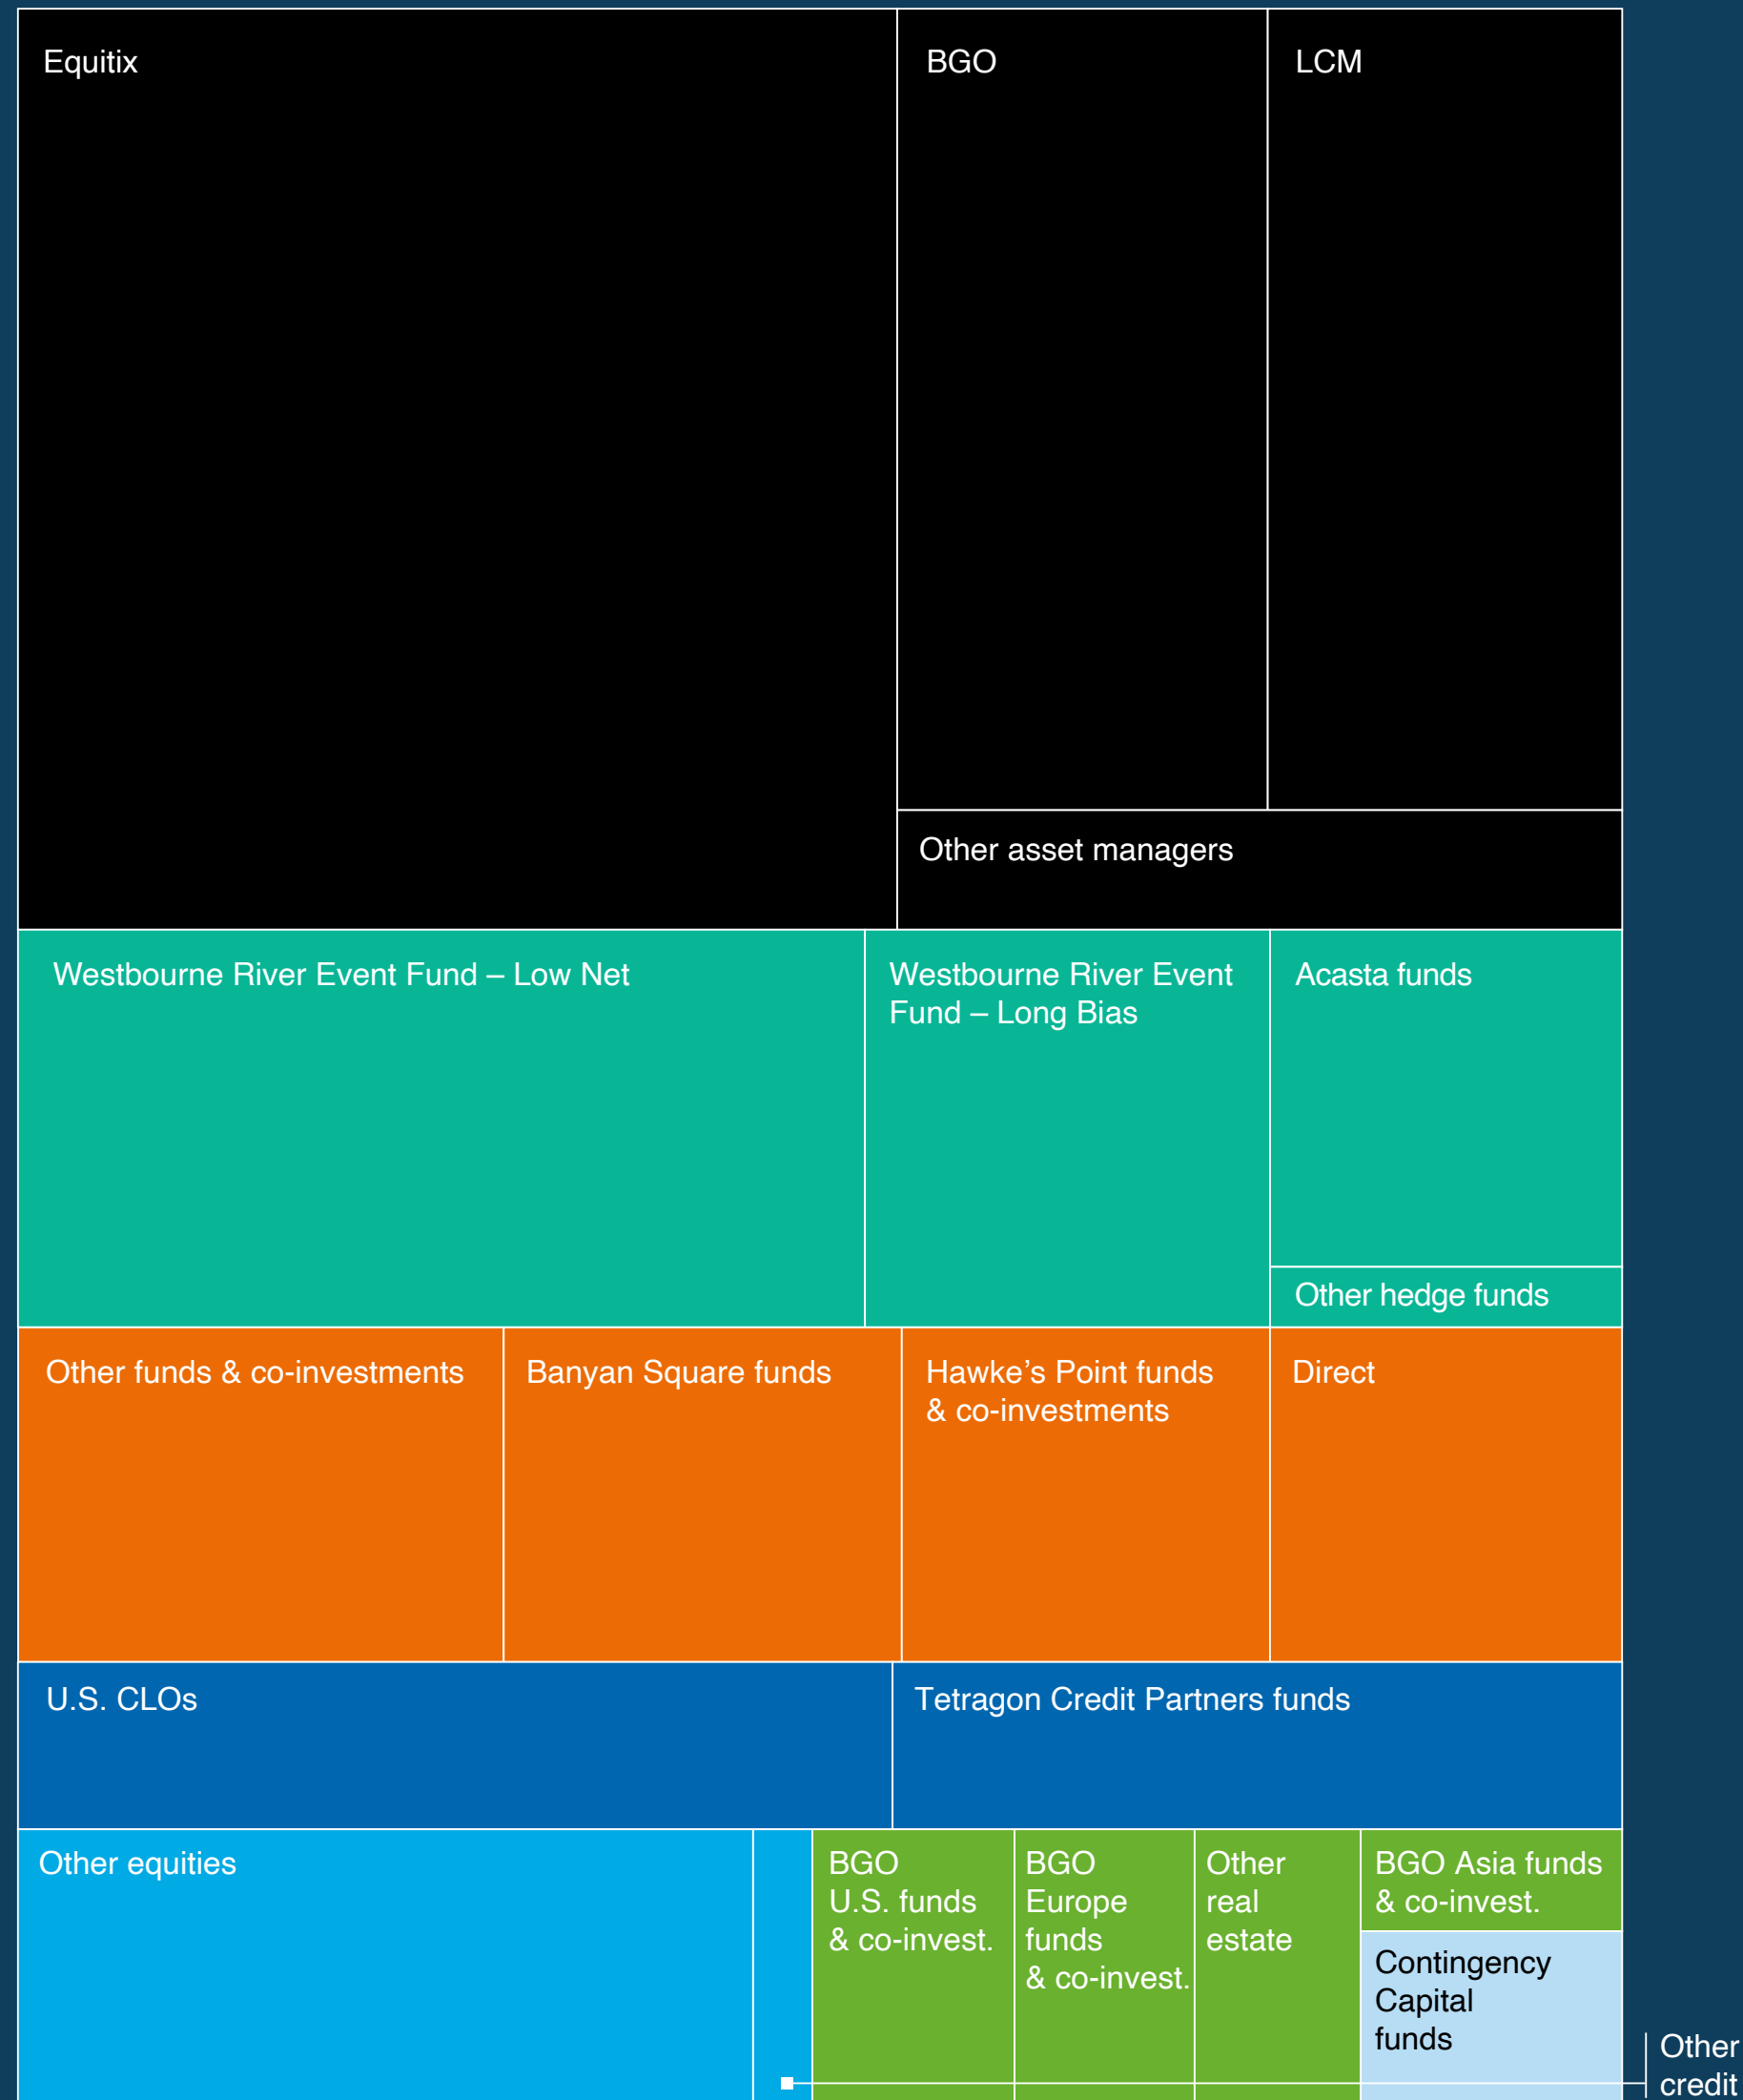 Equitix
BGO
LCM
Other asset managers
Westbourne River Event Fund – Low Net
Westbourne River Event
Fund – Long Bias
Acasta funds
Other hedge funds
Other funds & co-investments
Banyan Square funds
Hawke’s Point funds
& co-investments
Direct
U.S. CLOs
Tetragon Credit Partners funds
Other equities
BGO
U.S. funds
& co-invest.
BGO
Europe
funds
& co-invest.
Other
real
estate
BGO Asia funds
& co-invest.
Contingency
Capital
funds
Other
credit